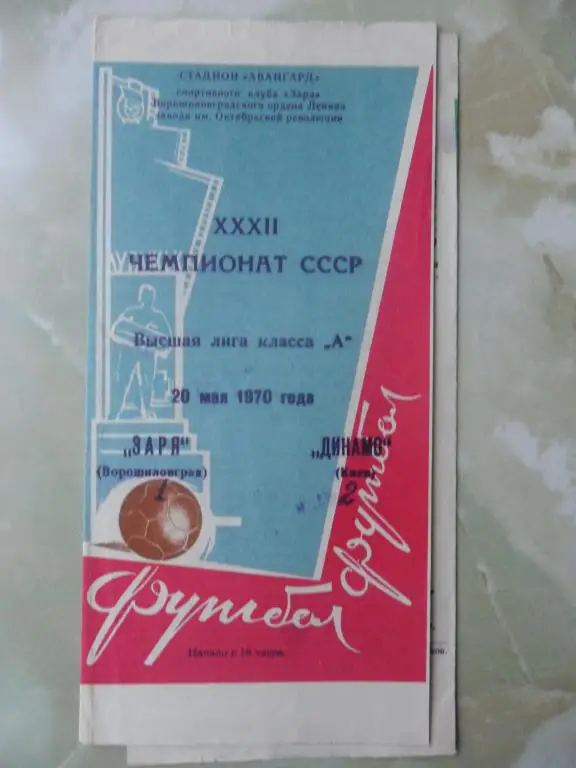 СТАДИОН «АВАНГАРД»
спортивного клуба «Заря»
Ворошиловградского ордена Ленина
завода им. Октябрьской революции
XXXII
ЧЕМПИОНАТ СССР
Высшая лига класса „А“
20 мая 1970 года
„ЗАРЯ“ „ДИНАМО“
(Ворошиловград) (Киев)
1 2
футбол
футбол
Начало с